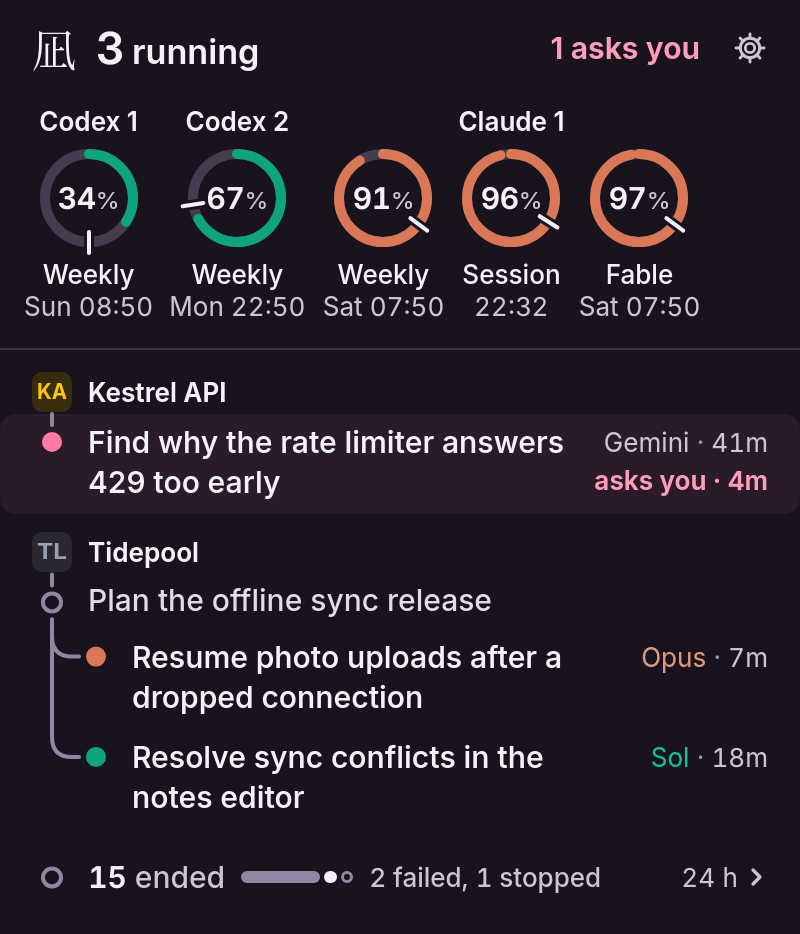 凪 3 running 1 asks you
Codex 1 Codex 2 Claude 1
34% 67% 91% 96% 97%
Weekly Weekly Weekly Session Fable
Sun 08:50 Mon 22:50 Sat 07:50 22:32 Sat 07:50
KA Kestrel API
Find why the rate limiter answers Gemini · 41m
429 too early asks you · 4m
TL Tidepool
Plan the offline sync release
Resume photo uploads after a Opus · 7m
dropped connection
Resolve sync conflicts in the Sol · 18m
notes editor
15 ended 2 failed, 1 stopped 24 h